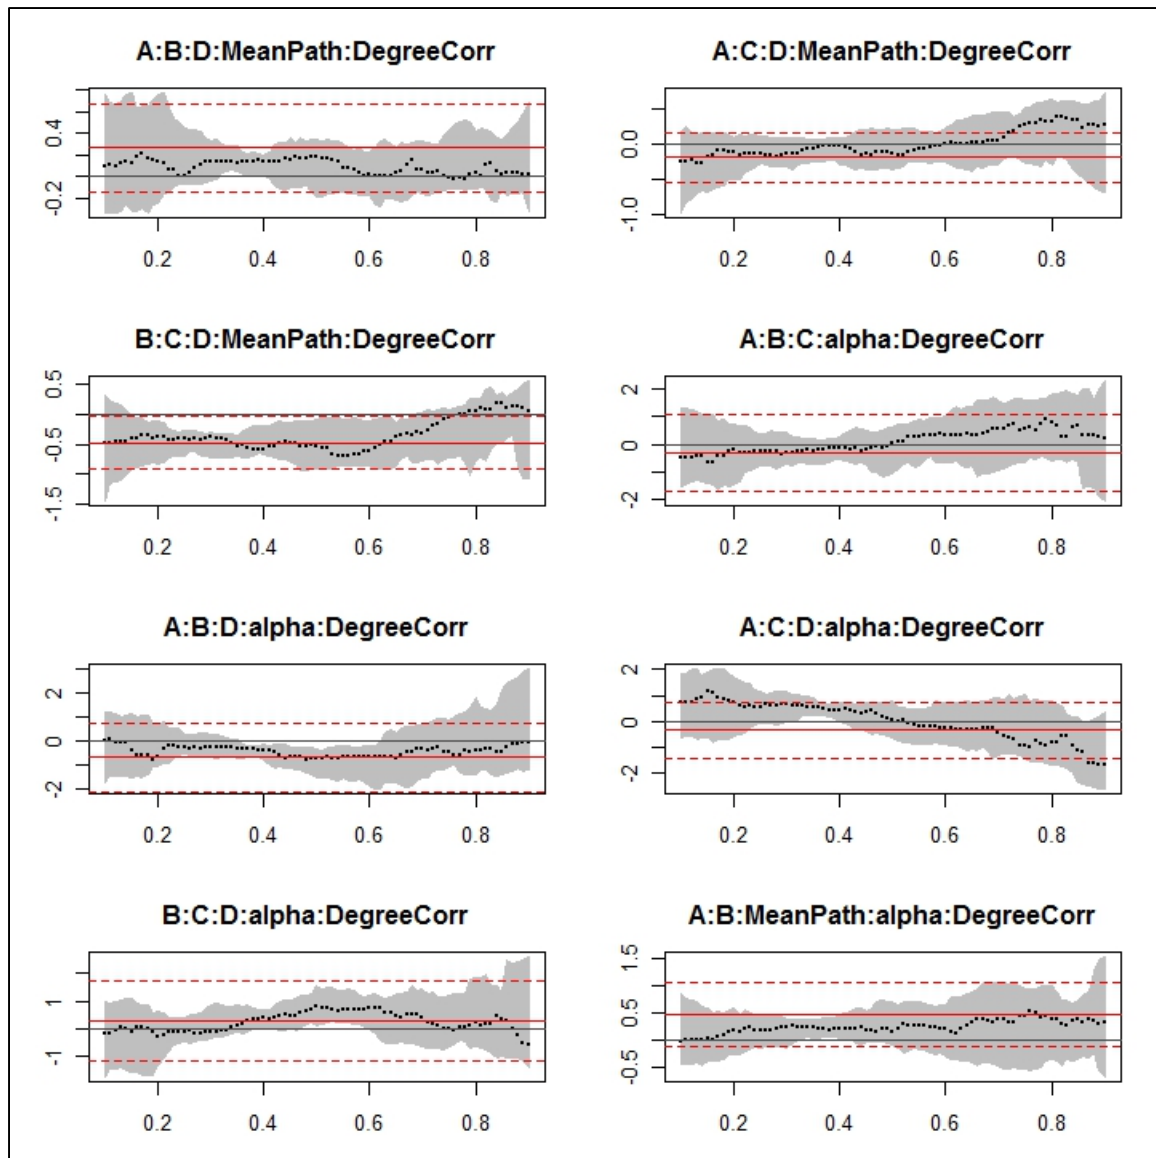 A:B:D:MeanPath:DegreeCorr
-0.2 0.4
0.2 0.4 0.6 0.8
A:C:D:MeanPath:DegreeCorr
-1.0 0.0
0.2 0.4 0.6 0.8
B:C:D:MeanPath:DegreeCorr
-1.5 -0.5 0.5
0.2 0.4 0.6 0.8
A:B:C:alpha:DegreeCorr
-2 0 2
0.2 0.4 0.6 0.8
A:B:D:alpha:DegreeCorr
-2 0 2
0.2 0.4 0.6 0.8
A:C:D:alpha:DegreeCorr
-2 0 2
0.2 0.4 0.6 0.8
B:C:D:alpha:DegreeCorr
-1 1
0.2 0.4 0.6 0.8
A:B:MeanPath:alpha:DegreeCorr
-0.5 0.5 1.5
0.2 0.4 0.6 0.8